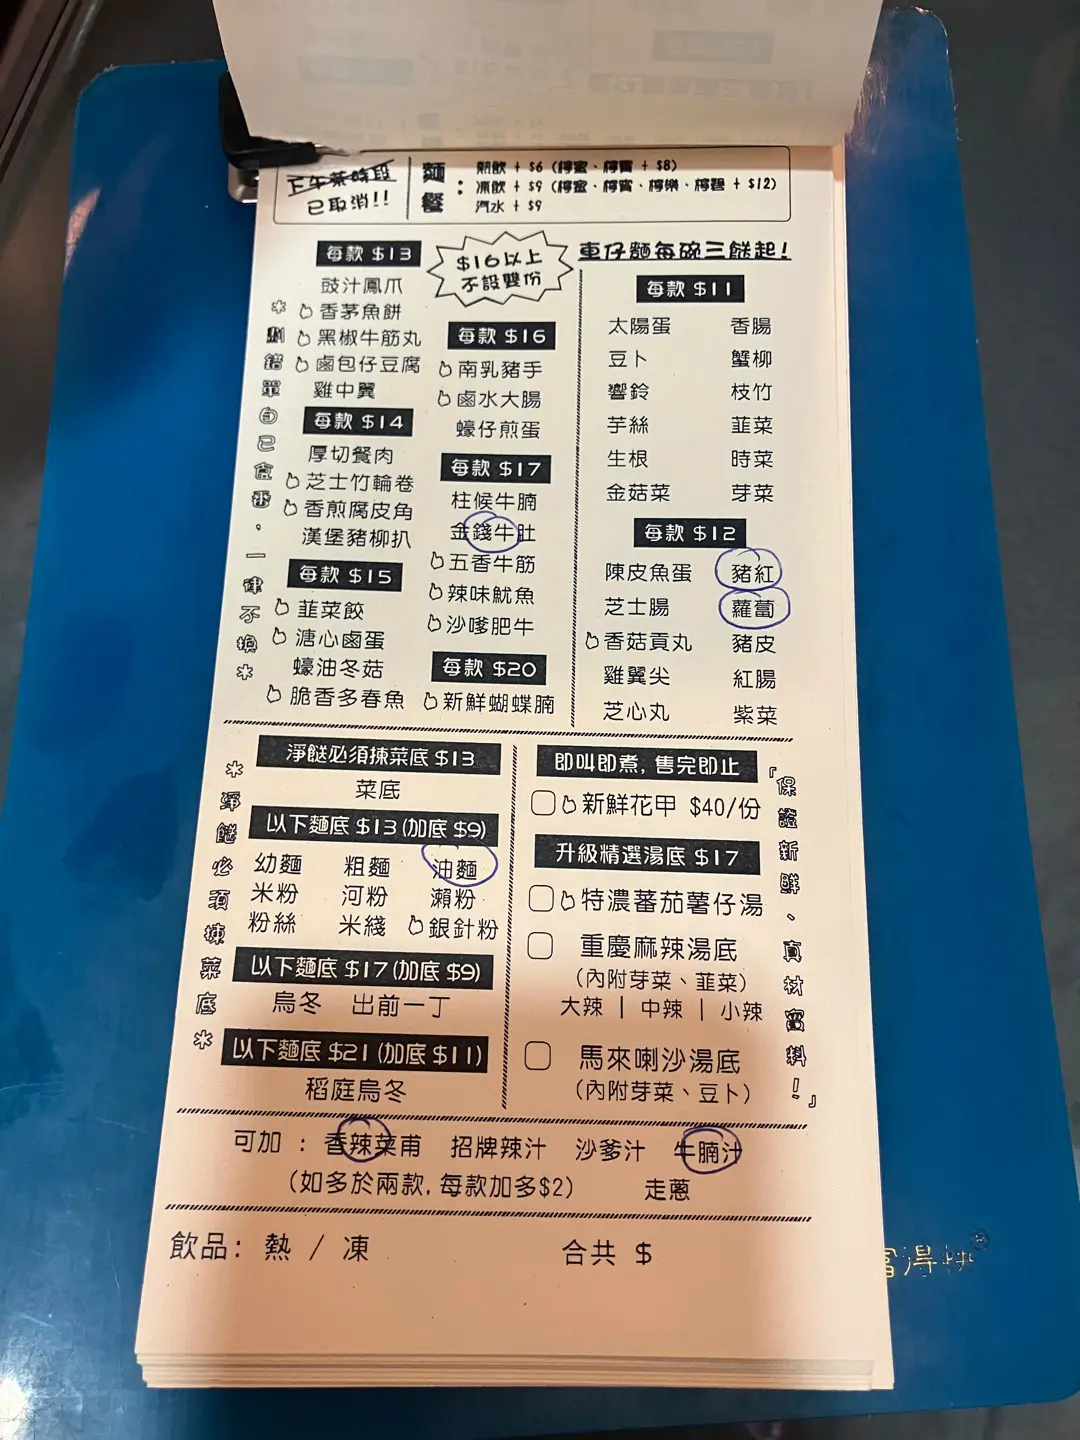 下午茶時段
已取消!!
麵餐：
熱飲 + $6 (檸蜜、檸賓 + $8)
凍飲 + $9 (檸蜜、檸賓、檸樂、檸碧 + $12)
汽水 + $9
每款 $13
豉汁鳳爪
香茅魚餅
黑椒牛筋丸
鹵包仔豆腐
雞中翼
每款 $14
厚切餐肉
芝士竹輪卷
香煎腐皮角
漢堡豬柳扒
每款 $15
韮菜餃
溏心鹵蛋
蠔油冬菇
脆香多春魚
*劃錯單自己食番，一律不換*
$16以上
不設雙份
每款 $16
南乳豬手
鹵水大腸
蠔仔煎蛋
每款 $17
柱候牛腩
金錢牛肚
五香牛筋
辣味魷魚
沙嗲肥牛
每款 $20
新鮮蝴蝶腩
車仔麵每碗三餸起!
每款 $11
太陽蛋 香腸
豆卜 蟹柳
響鈴 枝竹
芋絲 韮菜
生根 時菜
金菇菜 芽菜
每款 $12
陳皮魚蛋 豬紅
芝士腸 蘿蔔
香菇貢丸 豬皮
雞翼尖 紅腸
芝心丸 紫菜
*淨餸必須揀菜底*
淨餸必須揀菜底 $13
菜底
以下麵底 $13 (加底 $9)
幼麵 粗麵 油麵
米粉 河粉 瀨粉
粉絲 米綫 銀針粉
以下麵底 $17 (加底 $9)
烏冬 出前一丁
以下麵底 $21 (加底 $11)
稻庭烏冬
即叫即煮, 售完即止
新鮮花甲 $40/份
升級精選湯底 $17
特濃蕃茄薯仔湯
重慶麻辣湯底
(內附芽菜、韮菜)
大辣 | 中辣 | 小辣
馬來喇沙湯底
(內附芽菜、豆卜)
「保證新鮮、真材實料！」
可加 : 香辣菜甫 招牌辣汁 沙爹汁 牛腩汁
(如多於兩款, 每款加多$2) 走蔥
飲品: 熱 / 凍 合共 $
富得快®